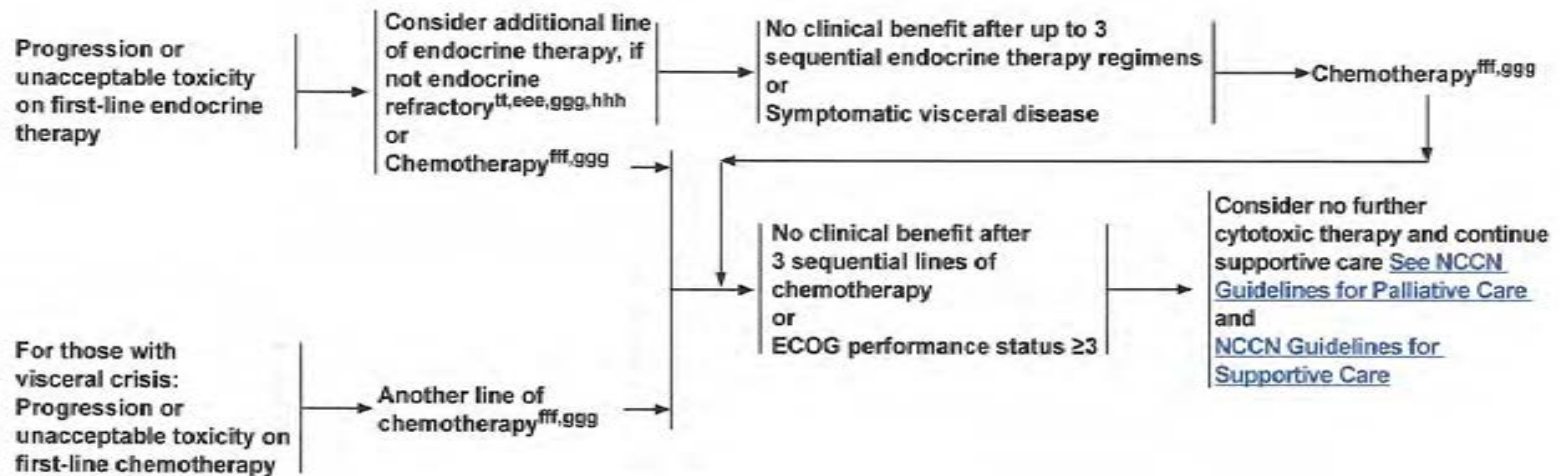 Progression or
unacceptable toxicity
on first-line endocrine
therapy
Consider additional line
of endocrine therapy, if
not endocrine
refractorytt,eee,ggg,hhh
or
Chemotherapyfff,ggg
No clinical benefit after up to 3
sequential endocrine therapy regimens
or
Symptomatic visceral disease
Chemotherapyfff,ggg
No clinical benefit after
3 sequential lines of
chemotherapy
or
ECOG performance status ≥3
Consider no further
cytotoxic therapy and continue
supportive care See NCCN
Guidelines for Palliative Care
and
NCCN Guidelines for
Supportive Care
For those with
visceral crisis:
Progression or
unacceptable toxicity on
first-line chemotherapy
Another line of
chemotherapyfff,ggg